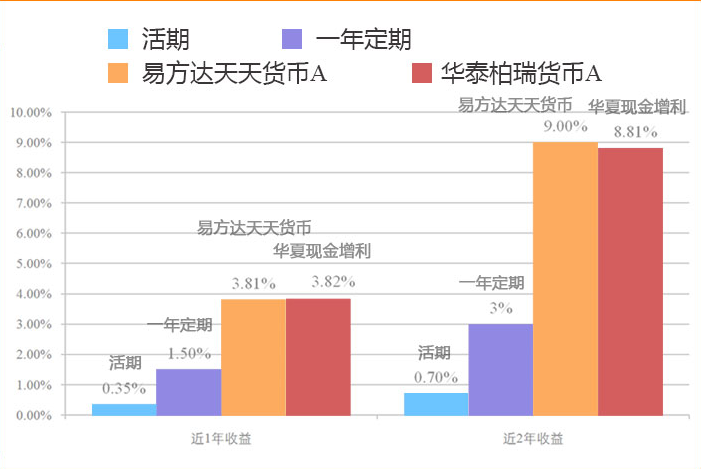 活期 一年定期
易方达天天货币A 华泰柏瑞货币A
易方达天天货币 华夏现金增利
10.00%
9.00% 8.81%
9.00%
8.00%
7.00%
易方达天天货币
6.00%
华夏现金增利
5.00%
3.81% 3.82% 一年定期
4.00%
3%
一年定期
3.00%
1.50% 活期
2.00%
活期
0.70%
0.35%
1.00%
0.00%
近1年收益 近2年收益